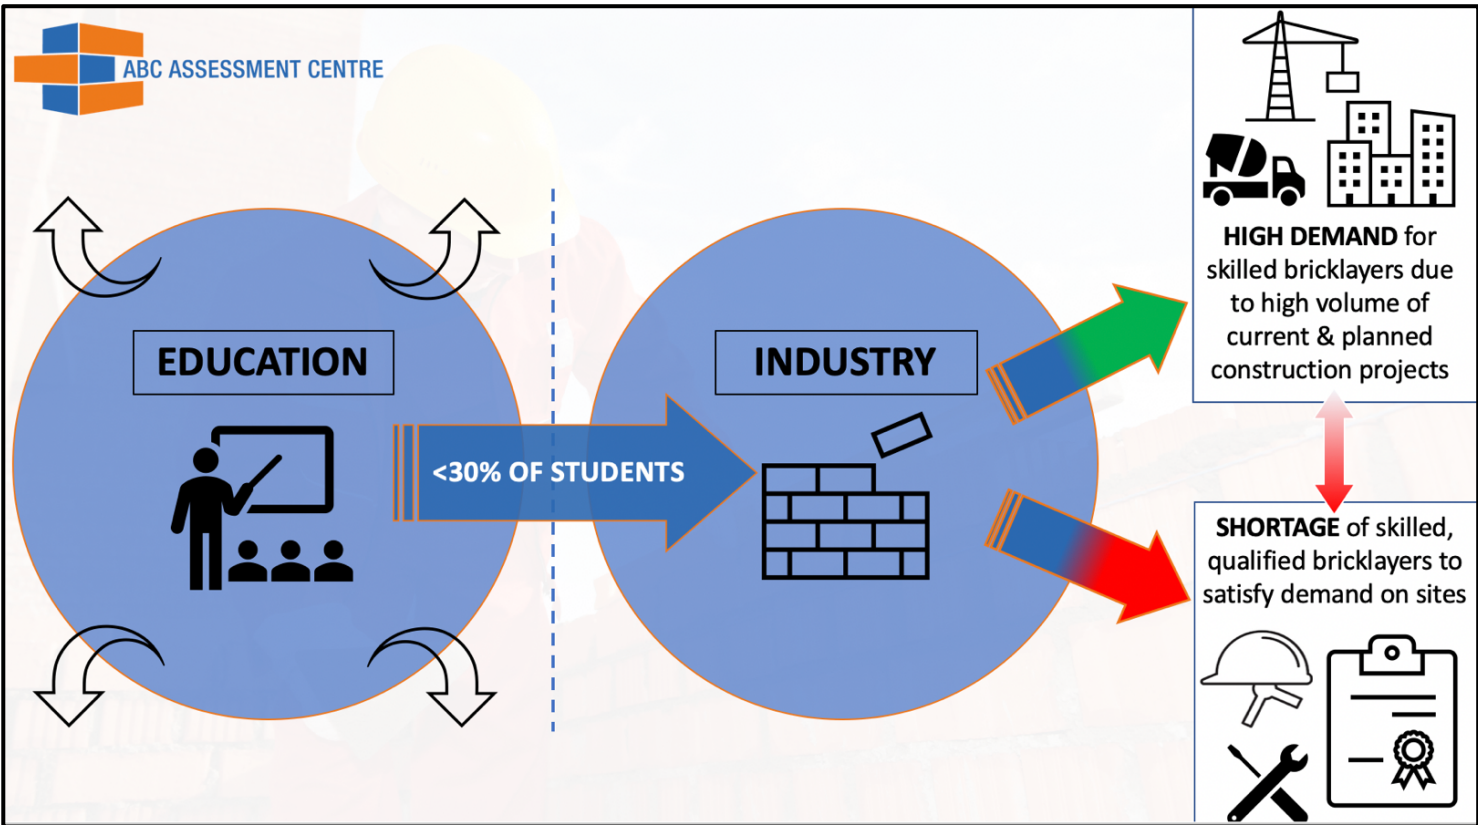 ABC ASSESSMENT CENTRE
EDUCATION
<30% OF STUDENTS
INDUSTRY
HIGH DEMAND for
skilled bricklayers due
to high volume of
current & planned
construction projects
SHORTAGE of skilled,
qualified bricklayers to
satisfy demand on sites